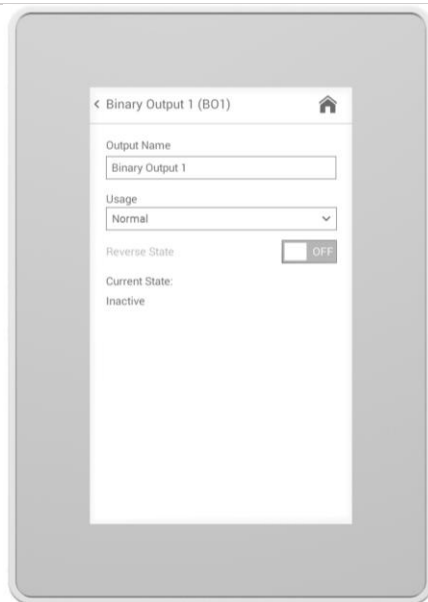 < Binary Output 1 (BO1)
Output Name
Binary Output 1
Usage
Normal
Reverse State OFF
Current State:
Inactive